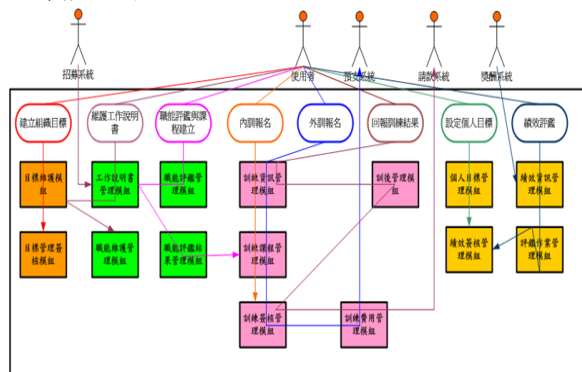 招募系統
使用者
預支系統
請款系統
獎酬系統
建立組織目標
維護工作說明
書
職能評鑑與課
程建立
內訓報名
外訓報名
回報訓練結果
設定個人目標
績效評鑑
目標維護模
組
工作說明書
管理模組
職能評鑑管
理模組
訓練資訊管
理模組
訓後管理模
組
個人目標管
理模組
績效資訊管
理模組
目標管理簽
核模組
職能維護管
理模組
職能評鑑結
果管理模組
訓練課程管
理模組
績效簽核管
理模組
評鑑作業管
理模組
訓練簽核管
理模組
訓練費用管
理模組